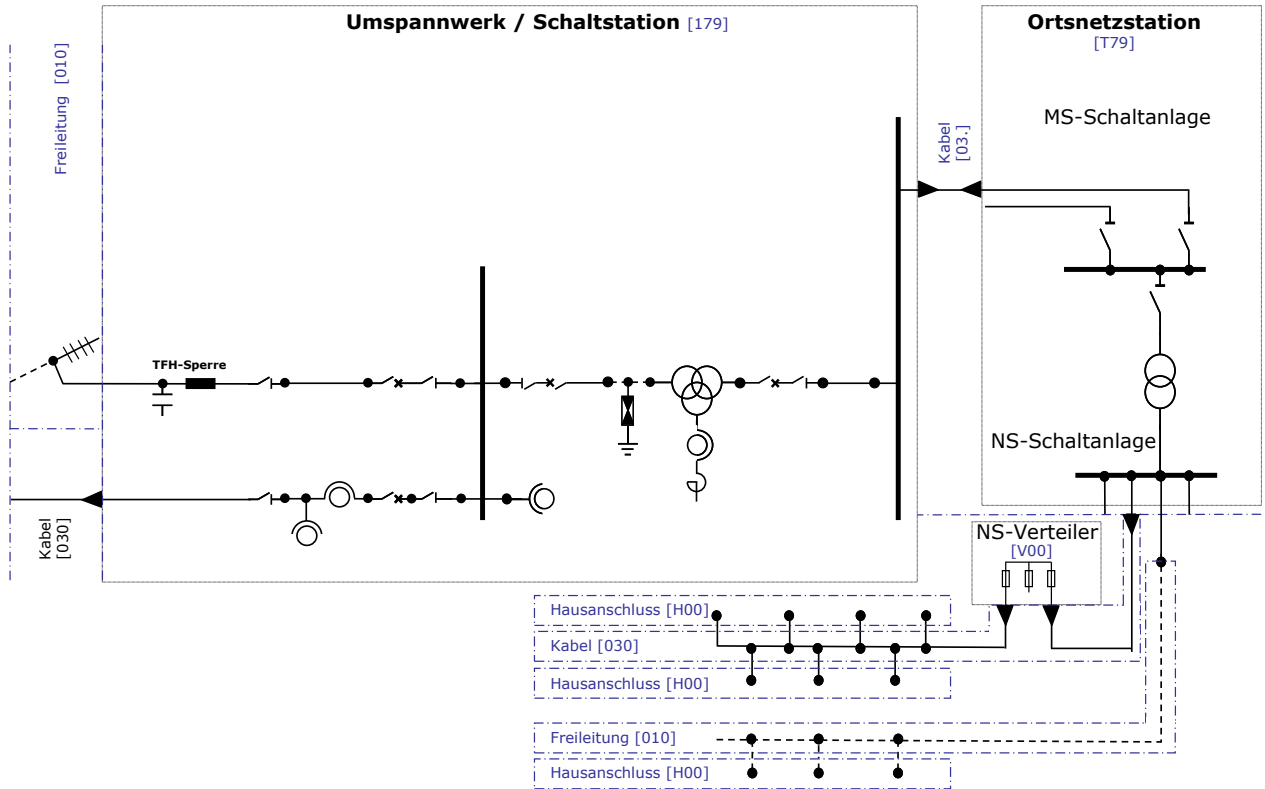 Umspannwerk / Schaltstation [179]
Ortsnetzstation
[T79]
Freileitung [010]
MS-Schaltanlage
Kabel
[03.]
TFH-Sperre
NS-Schaltanlage
Kabel
[030]
NS-Verteiler
[V00]
Hausanschluss [H00]
Kabel [030]
Hausanschluss [H00]
Freileitung [010]
Hausanschluss [H00]